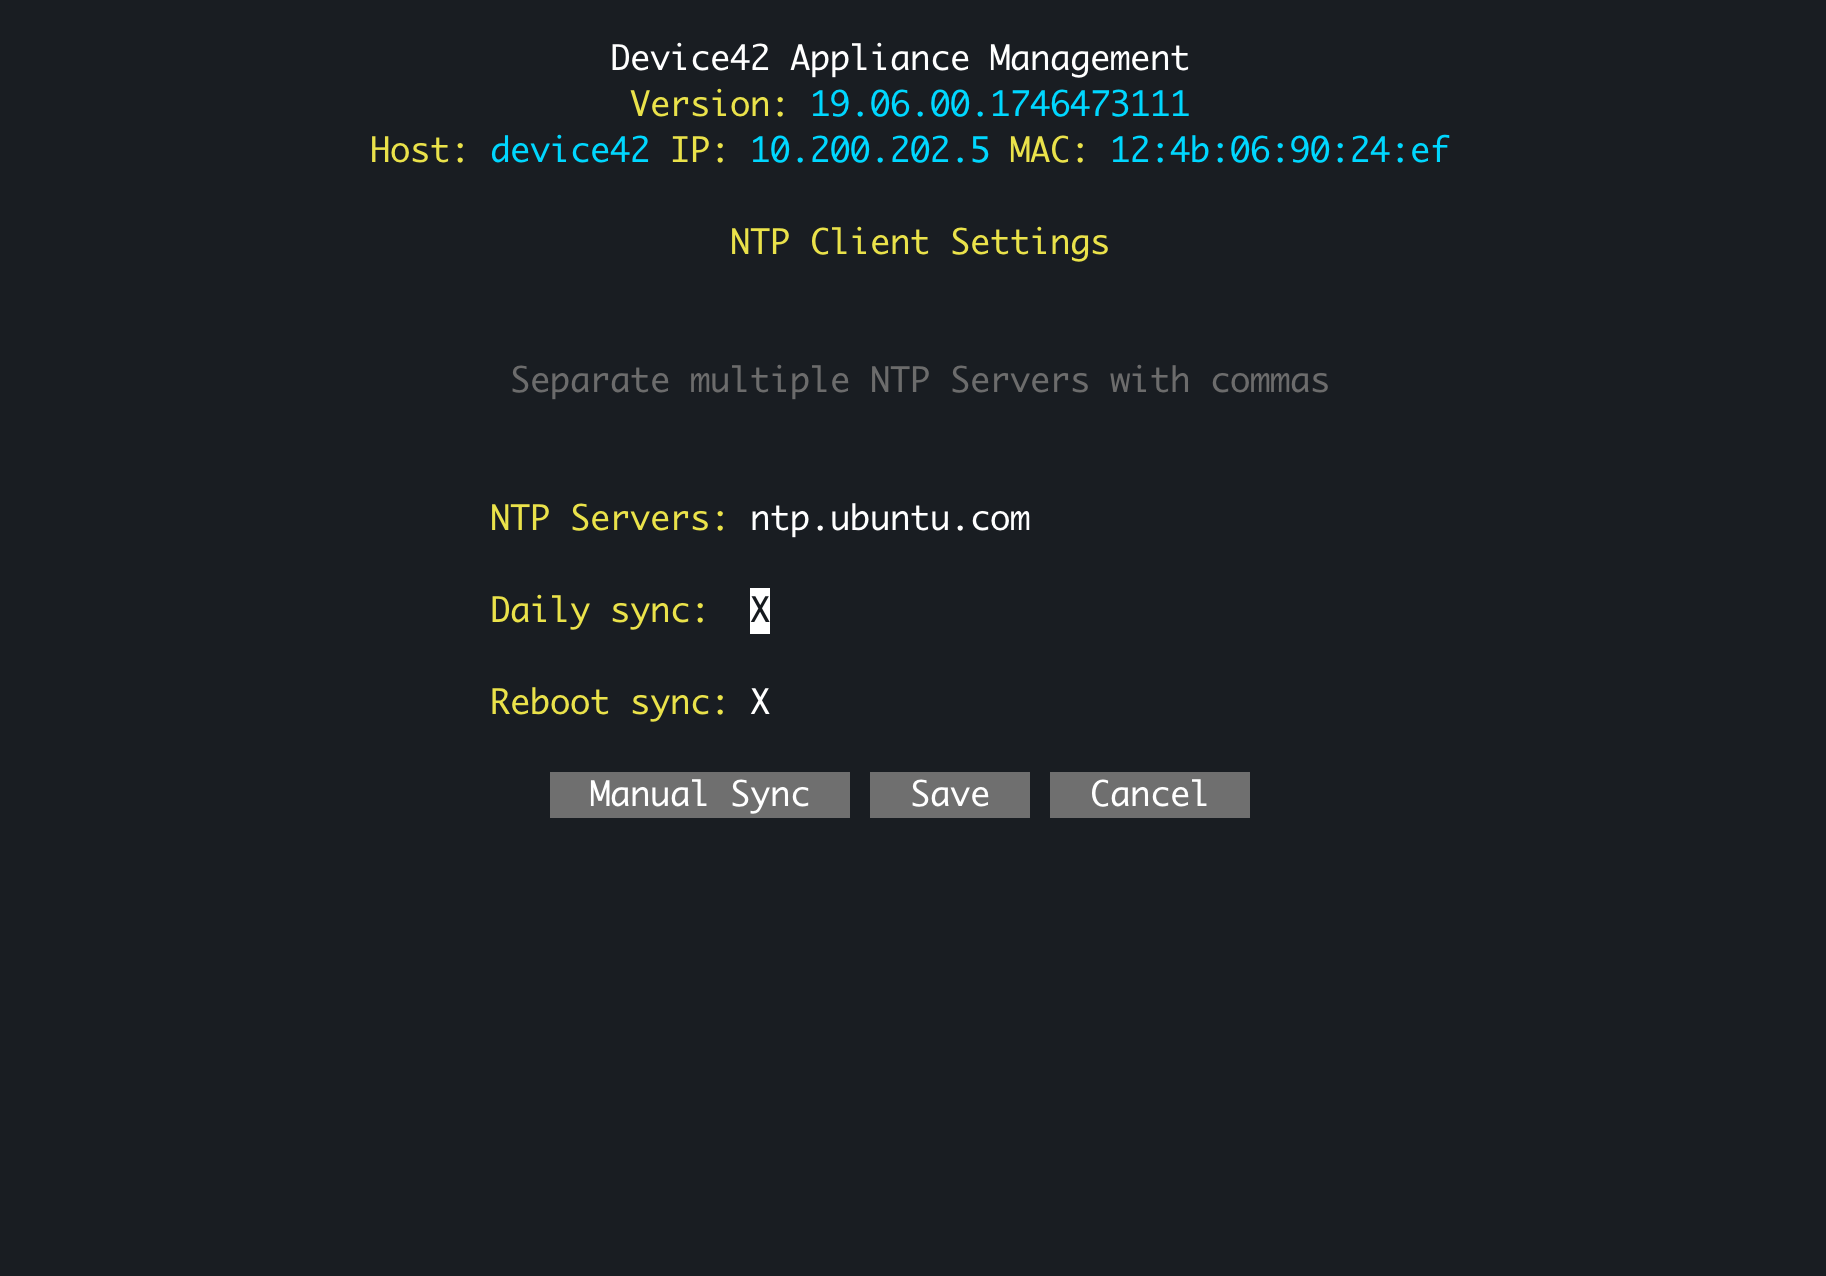 Device42 Appliance Management
Version: 19.06.00.1746473111
Host: device42 IP: 10.200.202.5 MAC: 12:4b:06:90:24:ef
NTP Client Settings
Separate multiple NTP Servers with commas
NTP Servers: ntp.ubuntu.com
Daily sync: X
Reboot sync: X
Manual Sync Save Cancel